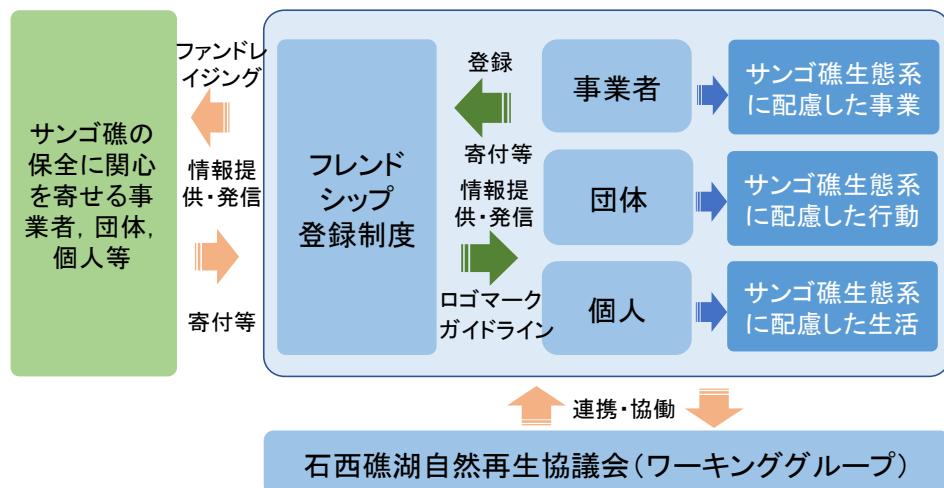 サンゴ礁の
保全に関心
を寄せる事
業者，団体，
個人等
ファンドレ
イジング
情報提
供・発信
寄付等
フレンド
シップ
登録制度
登録
寄付等
情報提
供・発信
ロゴマーク
ガイドライン
事業者
サンゴ礁生態系
に配慮した事業
団体
サンゴ礁生態系
に配慮した行動
個人
サンゴ礁生態系
に配慮した生活
連携・協働
石西礁湖自然再生協議会（ワーキンググループ）